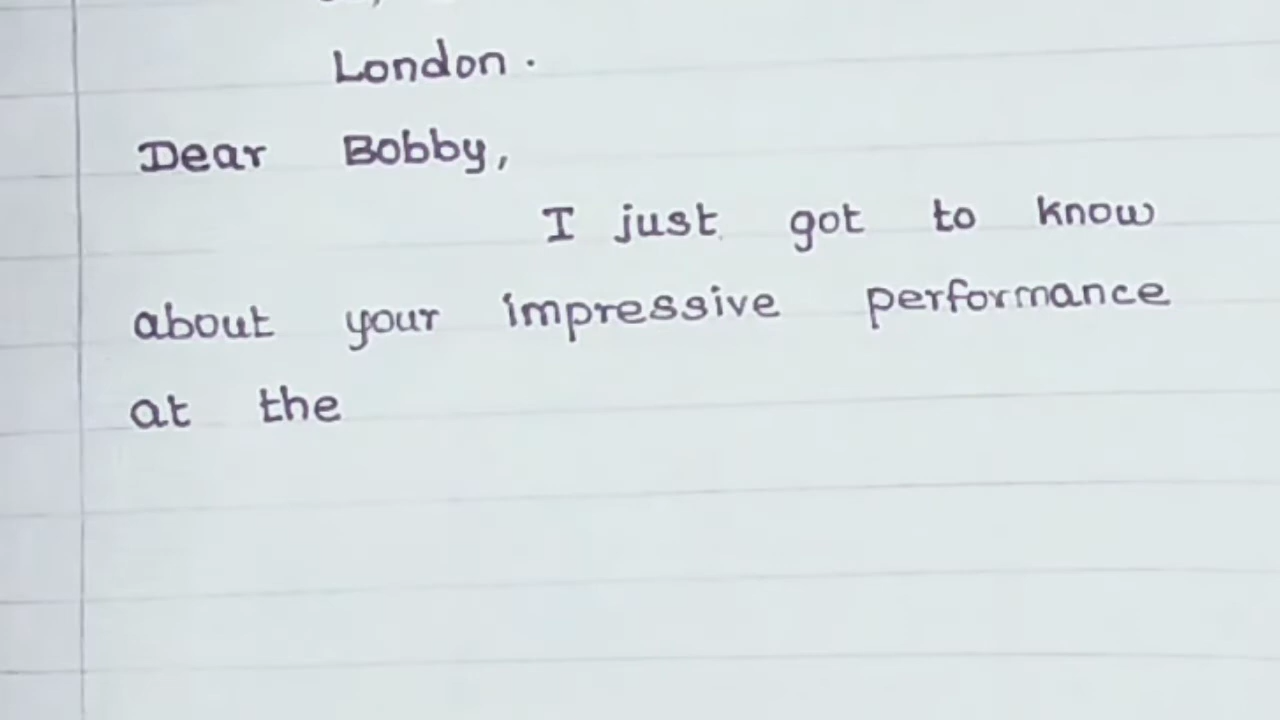 London.
Dear Bobby,
I just got to know
about your impressive performance
at the